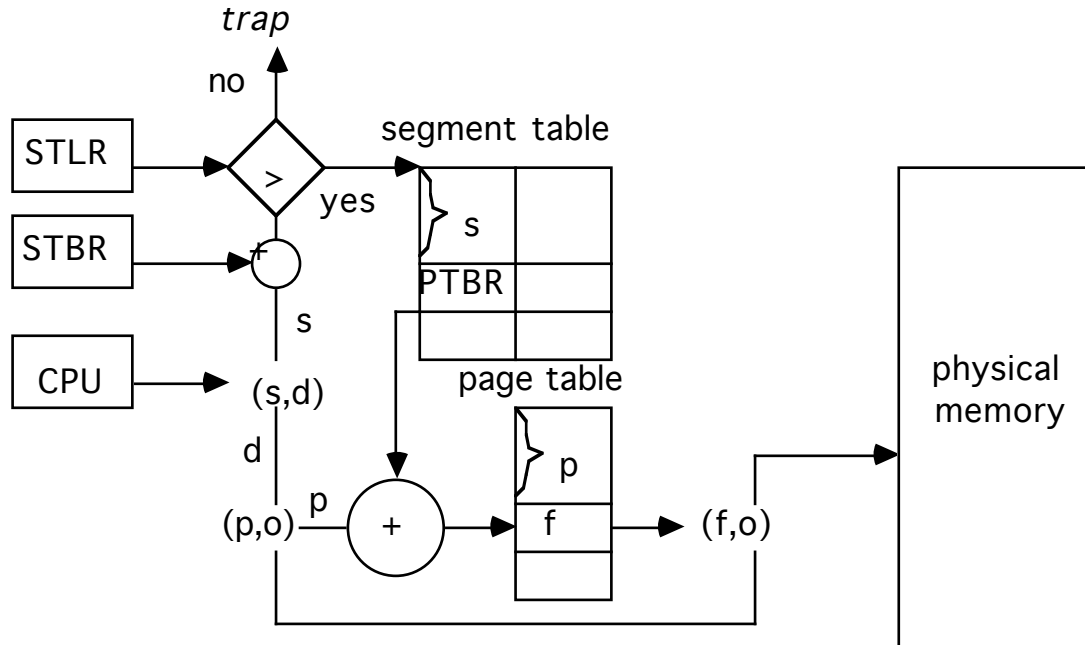 trap
no
segment table
STLR
>
yes
s
STBR
+
PTBR
s
page table
CPU
(s,d)
physical
memory
d
p
p
(p,o)
+
f
(f,o)